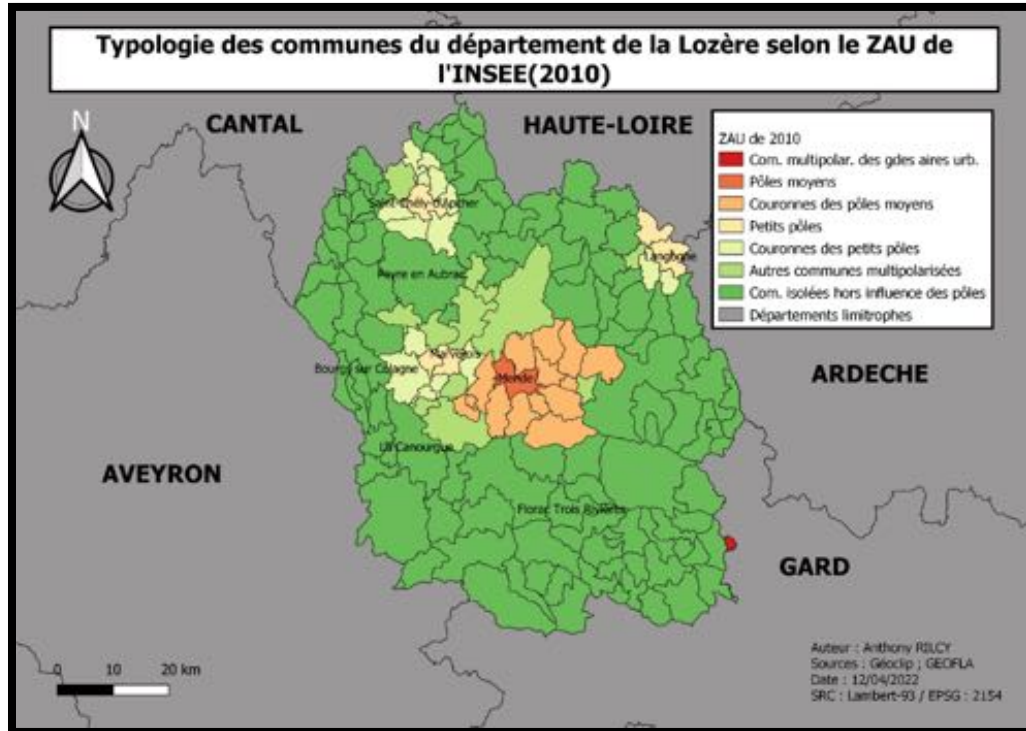 Typologie des communes du département de la Lozère selon le ZAU de
l'INSEE(2010)
N
CANTAL
HAUTE-LOIRE
ZAU de 2010
Com. multipolar. des gdes aires urb.
Pôles moyens
Couronnes des pôles moyens
Petits pôles
Couronnes des petits pôles
Autres communes multipolarisées
Com. isolées hors influence des pôles
Départements limitrophes
Saint-Chély-d'Apcher
Langogne
Peyre en Aubrac
Marvejols
Bourgs sur Colagne
Mende
ARDECHE
La Canourgue
AVEYRON
Florac Trois Rivières
GARD
Auteur : Anthony RILCY
Sources : Géoclip ; GEOFLA
Date : 12/04/2022
SRC : Lambert-93 / EPSG : 2154
0 10 20 km